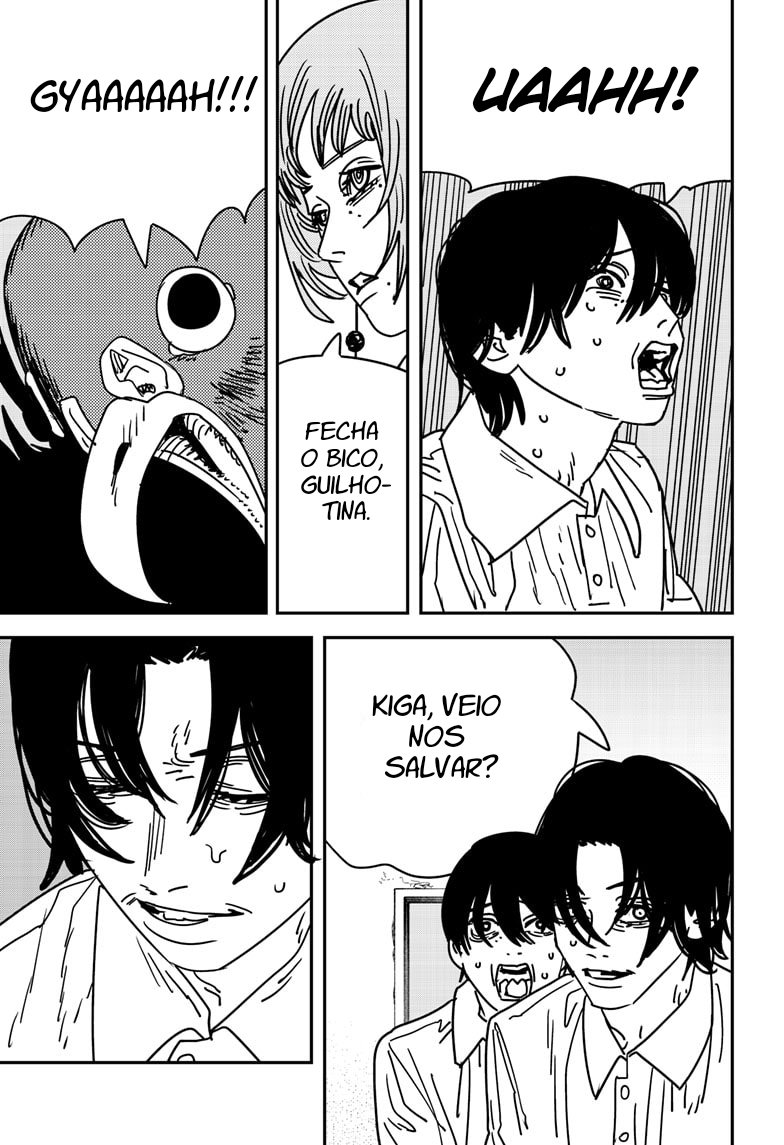 UAAHH!
FECHA
O BICO,
GUILHO-
TINA.
GYAAAAAH!!!
KIGA, VEIO
NOS
SALVAR?